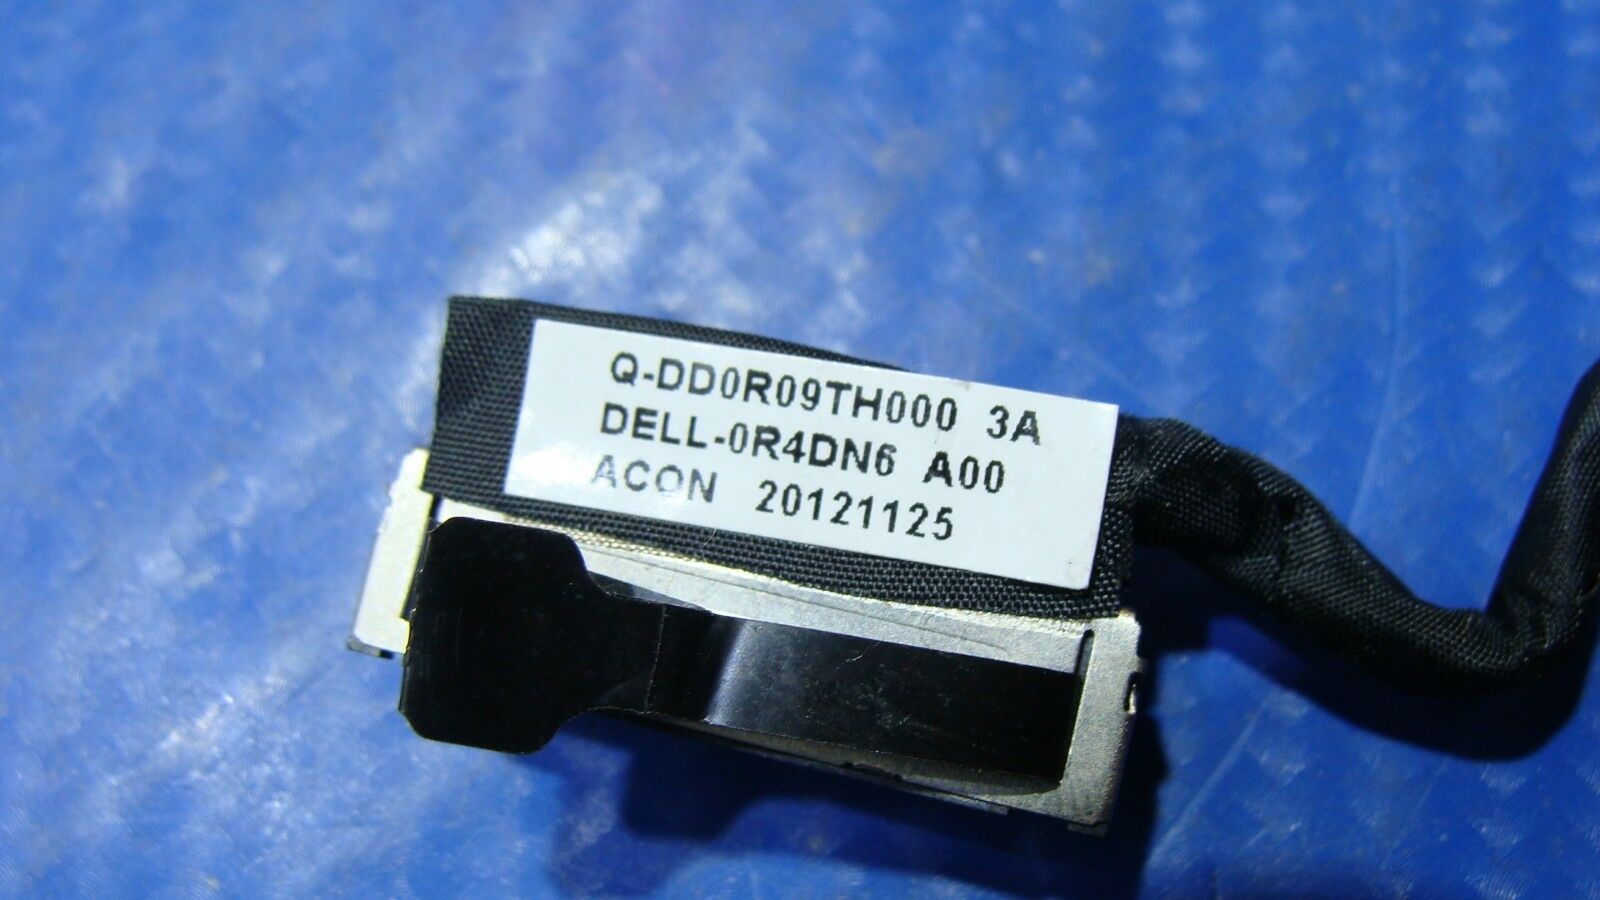 Q-DD0R09TH000 3A
DELL-0R4DN6 A00
ACON 20121125